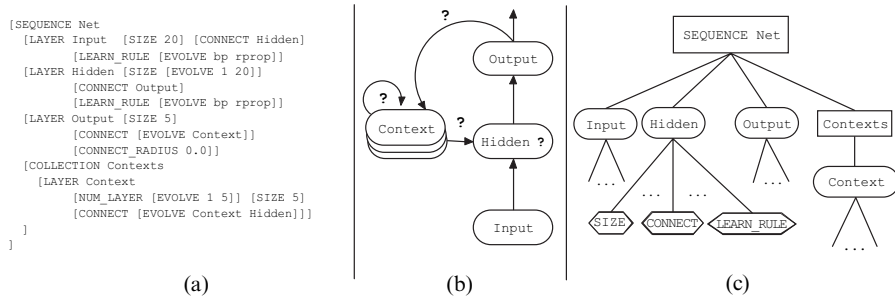 [SEQUENCE Net
[LAYER Input [SIZE 20] [CONNECT Hidden]
[LEARN_RULE [EVOLVE bp rprop]]
[LAYER Hidden [SIZE [EVOLVE 1 20]]
[CONNECT Output]
[LEARN_RULE [EVOLVE bp rprop]]
[LAYER Output [SIZE 5]
[CONNECT [EVOLVE Context]]
[CONNECT_RADIUS 0.0]]
[COLLECTION Contexts
[LAYER Context
[NUM_LAYER [EVOLVE 1 5]] [SIZE 5]
[CONNECT [EVOLVE Context Hidden]]]
]
]
(a)
?
Output
?
Context
?
Hidden ?
Input
(b)
SEQUENCE Net
Input
Hidden
Output
Contexts
Context
...
...
...
...
SIZE
CONNECT
LEARN_RULE
...
(c)